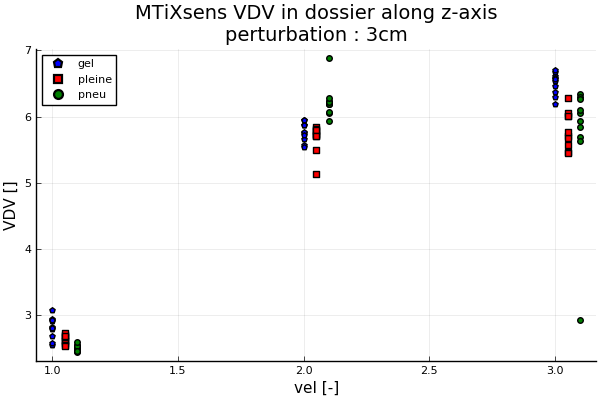 MTiXsens VDV in dossier along z-axis
perturbation : 3cm
gel
pleine
pneu
7
6
5
4
3
VDV []
1.0 1.5 2.0 2.5 3.0
vel [-]